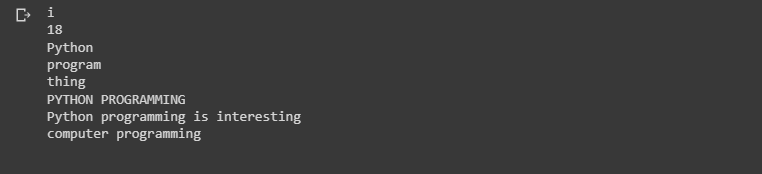 i
18
Python
program
thing
PYTHON PROGRAMMING
Python programming is interesting
computer programming